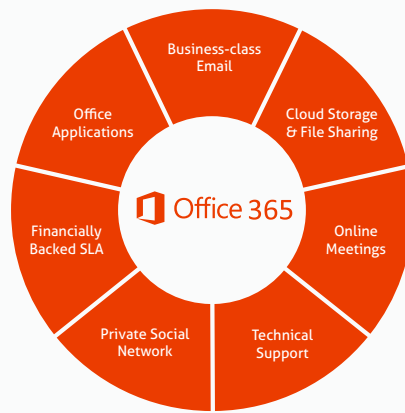 Business-class
Email
Cloud Storage
& File Sharing
Online
Meetings
Technical
Support
Private Social
Network
Financially
Backed SLA
Office
Applications
Office 365